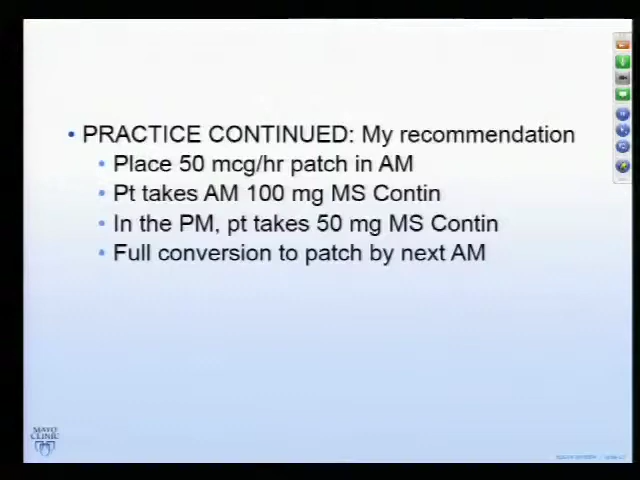 PRACTICE CONTINUED: My recommendation
Place 50 mcg/hr patch in AM
Pt takes AM 100 mg MS Contin
In the PM, pt takes 50 mg MS Contin
Full conversion to patch by next AM
MAYO
CLINIC